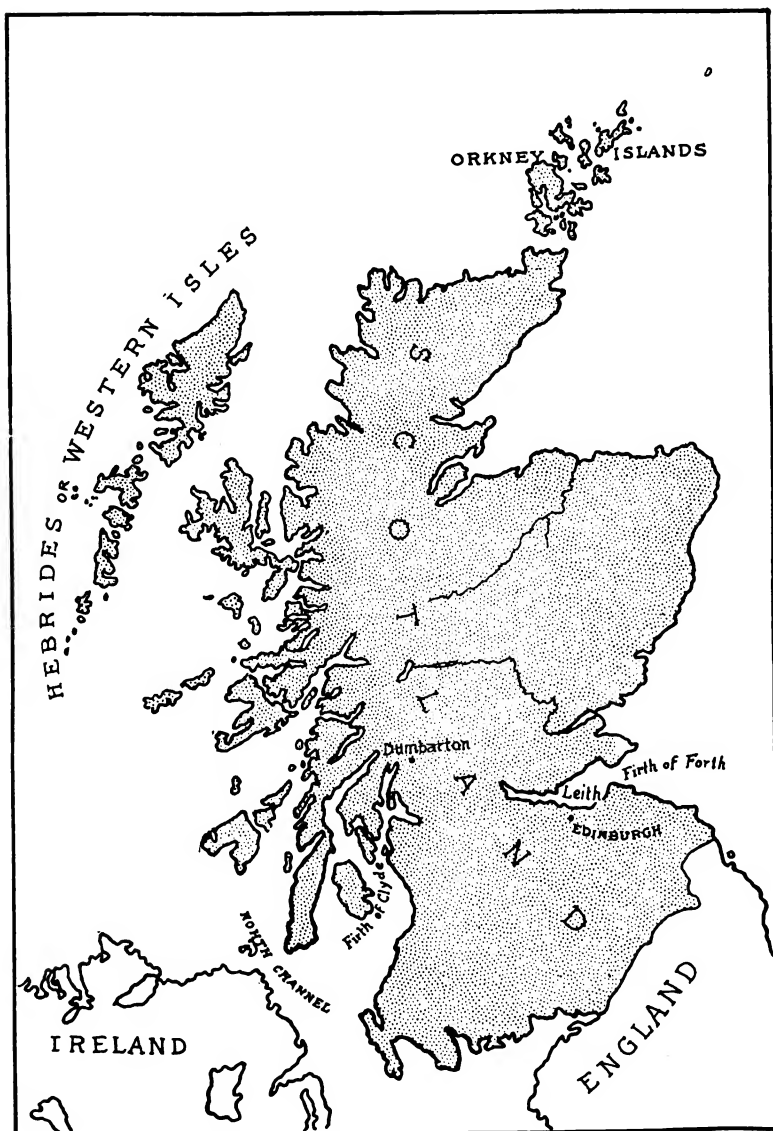 ORKNEY ISLANDS
HEBRIDES OR WESTERN ISLES
SCOTLAND
Dumbarton
Firth of Forth
Leith
EDINBURGH
Firth of Clyde
NORTH CHANNEL
IRELAND
ENGLAND